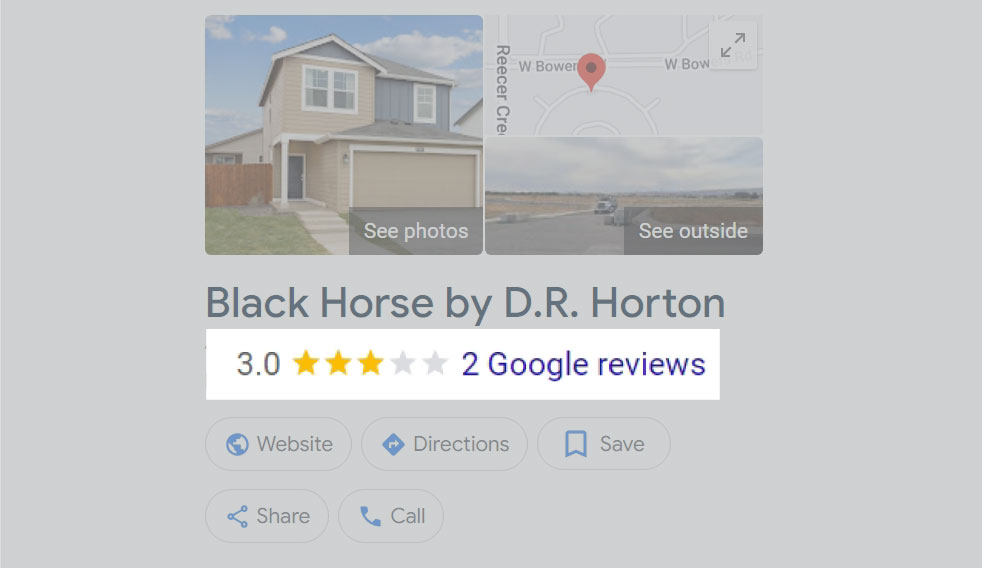 Reecer Cre
W Bower
W Bowers Rd
See photos
See outside
Black Horse by D.R. Horton
3.0 2 Google reviews
Website Directions Save
Share Call